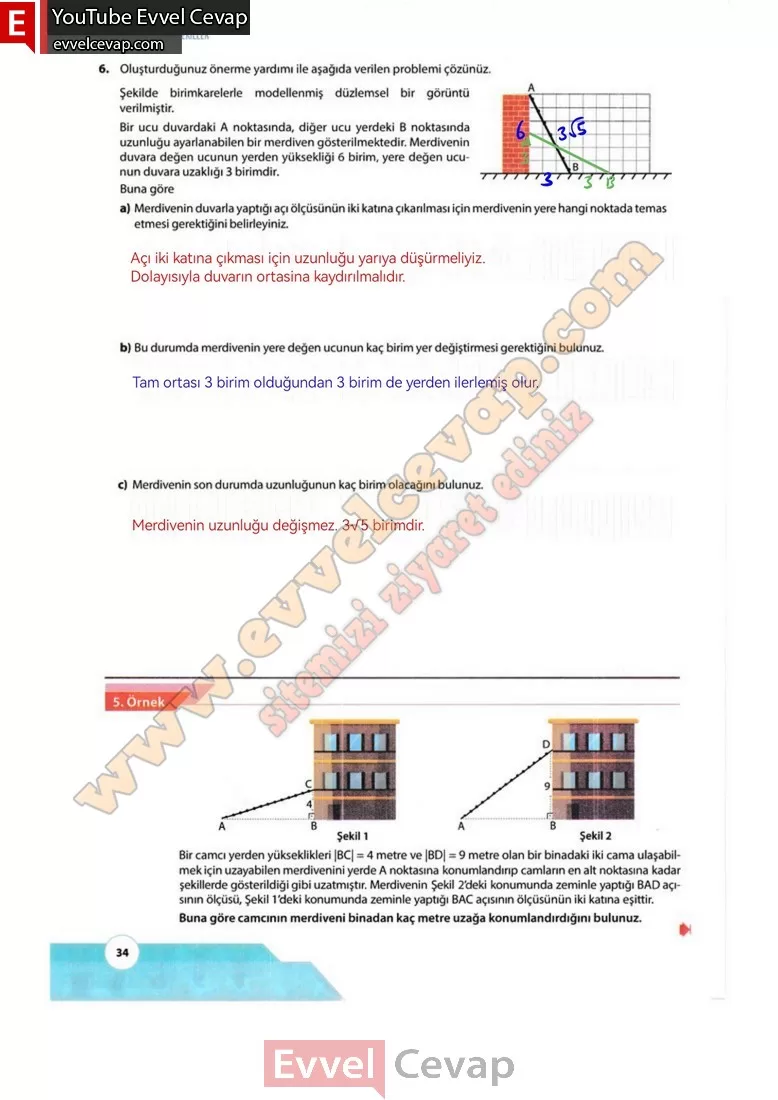 E YouTube Evvel Cevap
evvelcevap.com
6. Oluşturduğunuz önerme yardımı ile aşağıda verilen problemi çözünüz.
Şekilde birimkarelerle modellenmiş düzlemsel bir görüntü
verilmiştir.
Bir ucu duvardaki A noktasında, diğer ucu yerdeki B noktasında
uzunluğu ayarlanabilen bir merdiven gösterilmektedir. Merdivenin
duvara değen ucunun yerden yüksekliği 6 birim, yere değen ucu-
nun duvara uzaklığı 3 birimdir.
Buna göre
A
6
3√5
B
3
3
B
a) Merdivenin duvarla yaptığı açı ölçüsünün iki katına çıkarılması için merdivenin yere hangi noktada temas
etmesi gerektiğini belirleyiniz.
Açı iki katına çıkması için uzunluğu yarıya düşürmeliyiz.
Dolayısıyla duvarın ortasina kaydırılmalıdır.
b) Bu durumda merdivenin yere değen ucunun kaç birim yer değiştirmesi gerektiğini bulunuz.
Tam ortası 3 birim olduğundan 3 birim de yerden ilerlemiş olur.
c) Merdivenin son durumda uzunluğunun kaç birim olacağını bulunuz.
Merdivenin uzunluğu değişmez. 3√5 birimdir.
www.evvelcevap.com
sitemizi ziyaret ediniz
5. Örnek
C
4
A
B
Şekil 1
D
9
A
B
Şekil 2
Bir camcı yerden yükseklikleri |BC| = 4 metre ve |BD| = 9 metre olan bir binadaki iki cama ulaşabil-
mek için uzayabilen merdivenini yerde A noktasına konumlandırıp camların en alt noktasına kadar
şekillerde gösterildiği gibi uzatmıştır. Merdivenin Şekil 2'deki konumunda zeminle yaptığı BAD açı-
sının ölçüsü, Şekil 1'deki konumunda zeminle yaptığı BAC açısının ölçüsünün iki katına eşittir.
Buna göre camcının merdiveni binadan kaç metre uzağa konumlandırdığını bulunuz.
34
Evvel Cevap